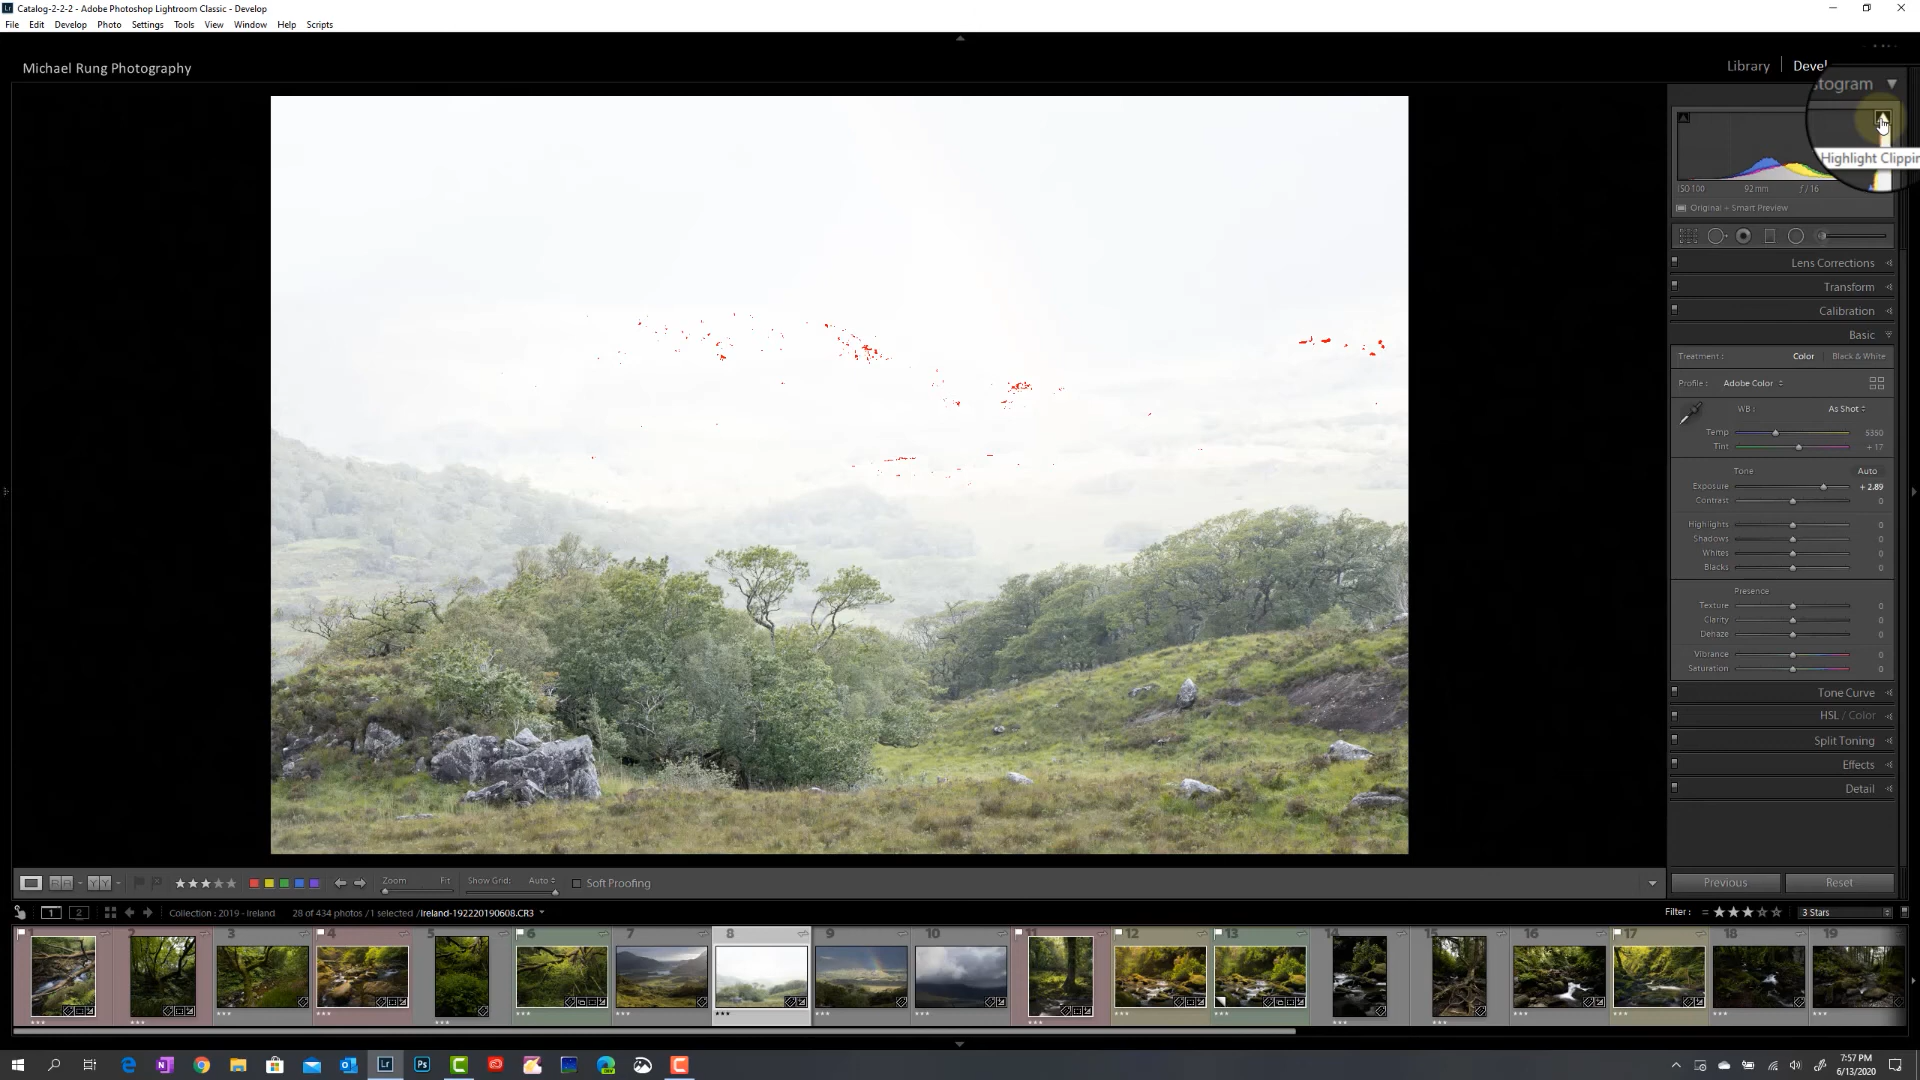 Catalog-2-2-2 - Adobe Photoshop Lightroom Classic - Develop
File Edit Develop Photo Settings Tools View Window Help Scripts
Michael Rung Photography
Library | Devel
stogram
Highlight Clippin
ISO 100 92mm f/16
Original + Smart Preview
Lens Corrections
Transform
Calibration
Basic
Treatment : Color Black & White
Profile : Adobe Color
WB : As Shot
Temp 5350
Tint + 17
Tone Auto
Exposure + 2.89
Contrast 0
Highlights 0
Shadows 0
Whites 0
Blacks 0
Presence
Texture 0
Clarity 0
Dehaze 0
Vibrance 0
Saturation 0
Tone Curve
HSL / Color
Split Toning
Effects
Detail
Previous Reset
Zoom Fit Show Grid: Auto Soft Proofing
1 2 Collection : 2019 - Ireland 28 of 434 photos / 1 selected / Ireland-192220190608.CR3 Filter : 3 Stars
1 2 3 4 5 6 7 8 9 10 11 12 13 14 15 16 17 18 19
7:57 PM
6/13/2020